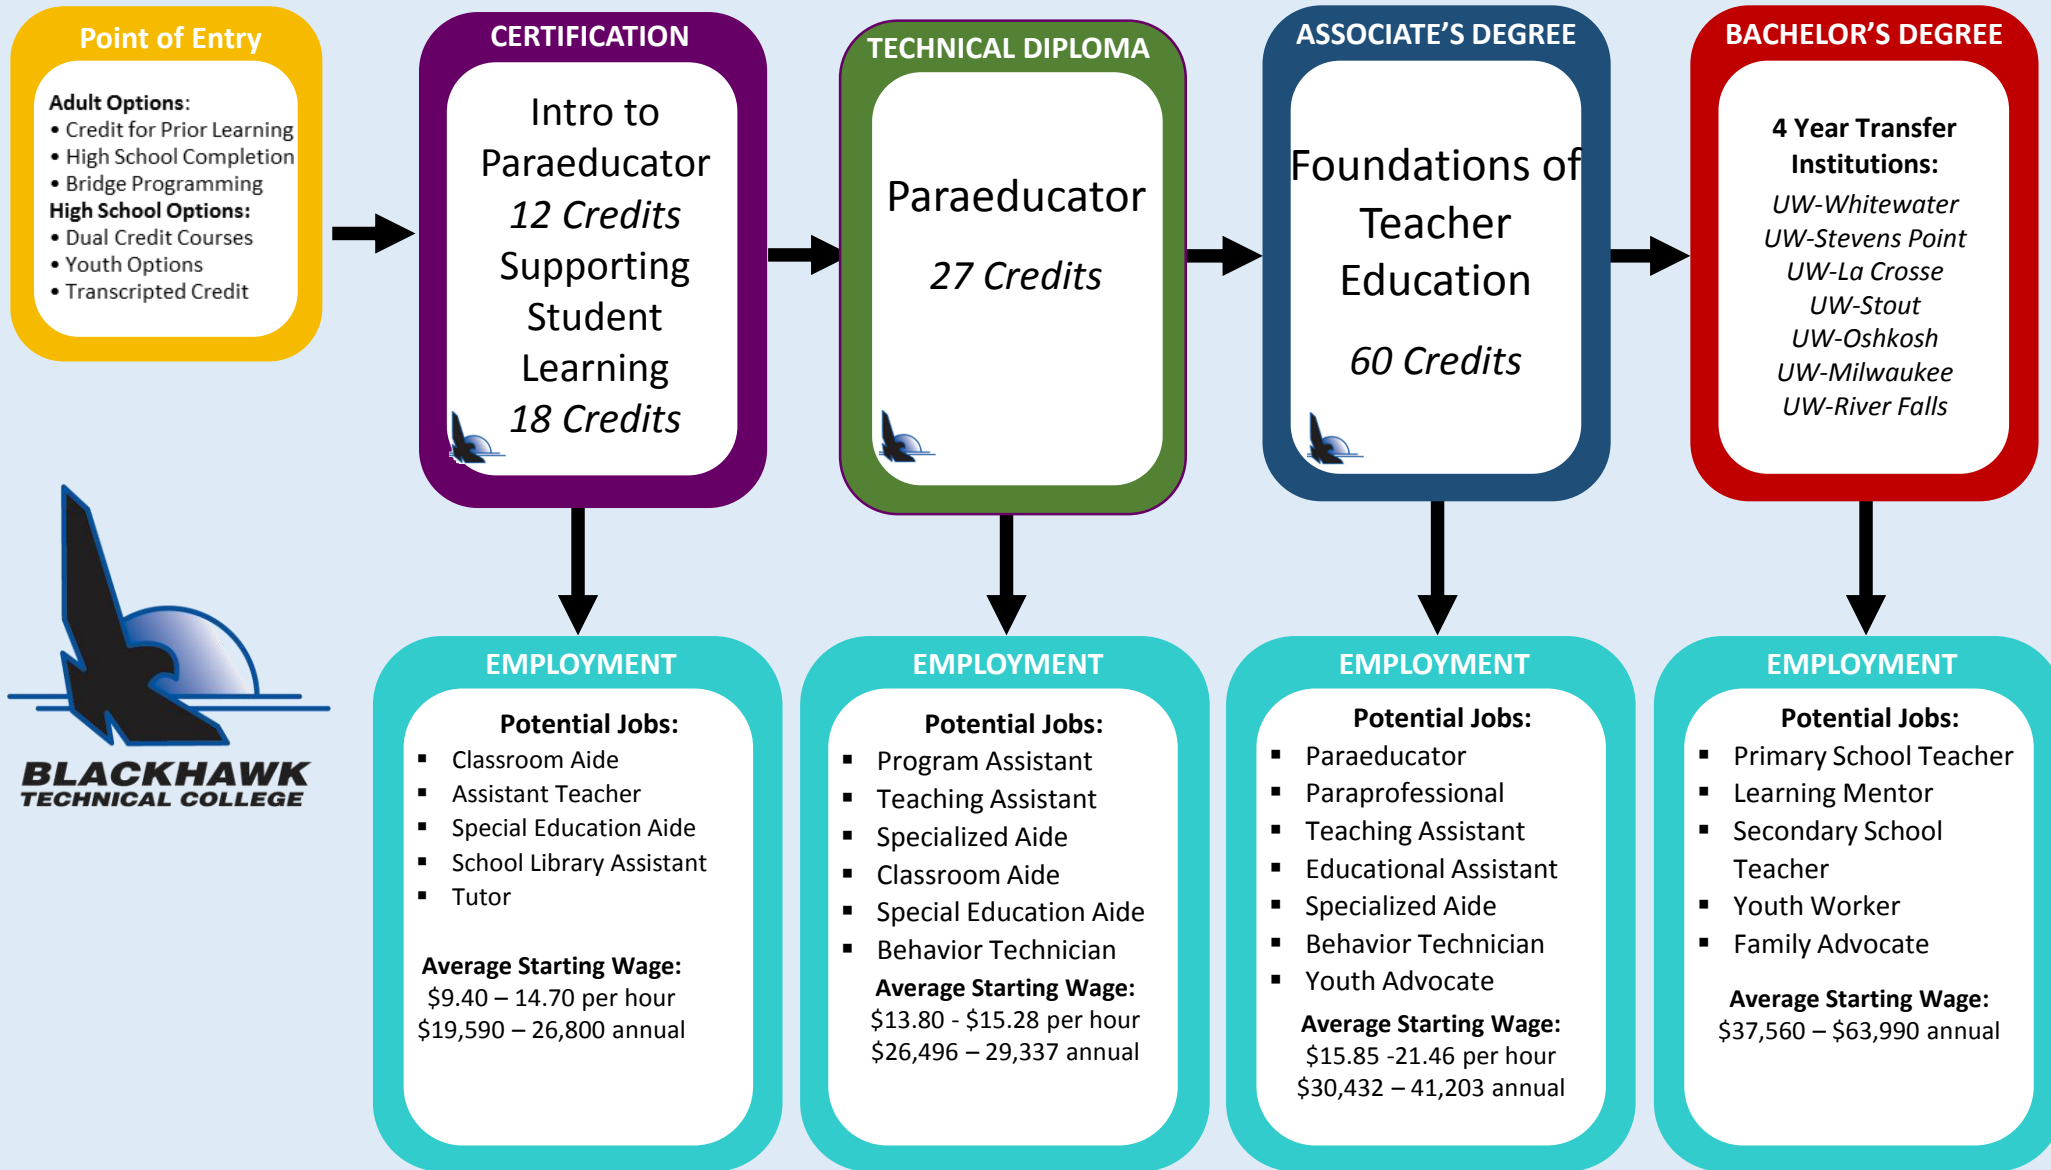 Point of Entry
Adult Options:
• Credit for Prior Learning
• High School Completion
• Bridge Programming
High School Options:
• Dual Credit Courses
• Youth Options
• Transcripted Credit
CERTIFICATION
Intro to
Paraeducator
12 Credits
Supporting
Student
Learning
18 Credits
TECHNICAL DIPLOMA
Paraeducator
27 Credits
ASSOCIATE'S DEGREE
Foundations of
Teacher
Education
60 Credits
BACHELOR'S DEGREE
4 Year Transfer
Institutions:
UW-Whitewater
UW-Stevens Point
UW-La Crosse
UW-Stout
UW-Oshkosh
UW-Milwaukee
UW-River Falls
BLACKHAWK
TECHNICAL COLLEGE
EMPLOYMENT
Potential Jobs:
▪ Classroom Aide
▪ Assistant Teacher
▪ Special Education Aide
▪ School Library Assistant
▪ Tutor
Average Starting Wage:
$9.40 – 14.70 per hour
$19,590 – 26,800 annual
EMPLOYMENT
Potential Jobs:
▪ Program Assistant
▪ Teaching Assistant
▪ Specialized Aide
▪ Classroom Aide
▪ Special Education Aide
▪ Behavior Technician
Average Starting Wage:
$13.80 - $15.28 per hour
$26,496 – 29,337 annual
EMPLOYMENT
Potential Jobs:
▪ Paraeducator
▪ Paraprofessional
▪ Teaching Assistant
▪ Educational Assistant
▪ Specialized Aide
▪ Behavior Technician
▪ Youth Advocate
Average Starting Wage:
$15.85 -21.46 per hour
$30,432 – 41,203 annual
EMPLOYMENT
Potential Jobs:
▪ Primary School Teacher
▪ Learning Mentor
▪ Secondary School
Teacher
▪ Youth Worker
▪ Family Advocate
Average Starting Wage:
$37,560 – $63,990 annual